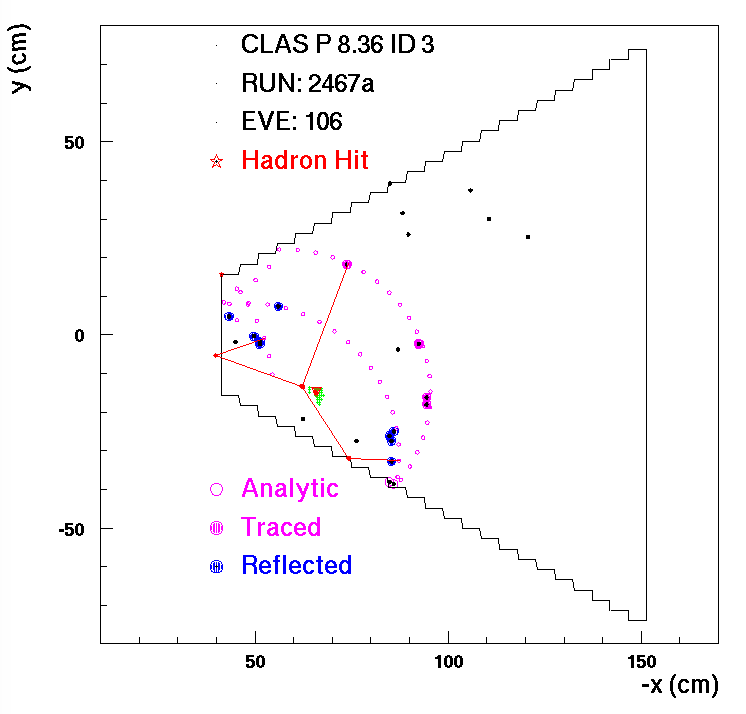 y (cm)
CLAS P 8.36 ID 3
RUN: 2467a
EVE: 106
Hadron Hit
50
0
-50
Analytic
Traced
Reflected
50
100
150
-x (cm)